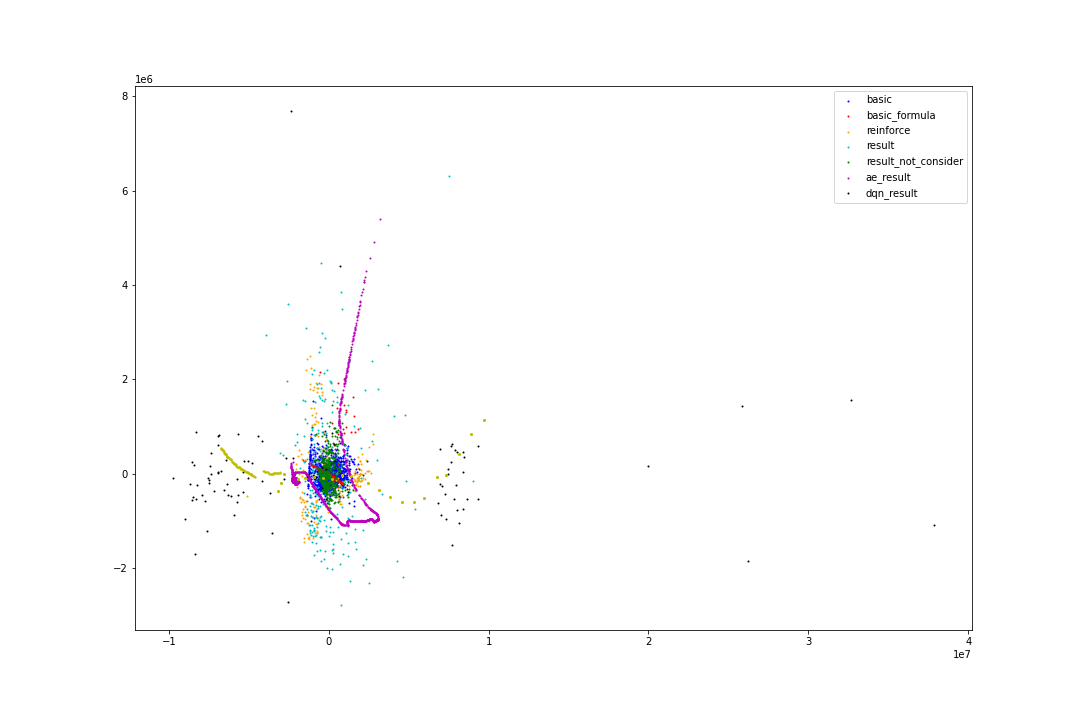 1e6
8
6
4
2
0
−2
−1
0
1
2
3
4
1e7
basic
basic_formula
reinforce
result
result_not_consider
ae_result
dqn_result